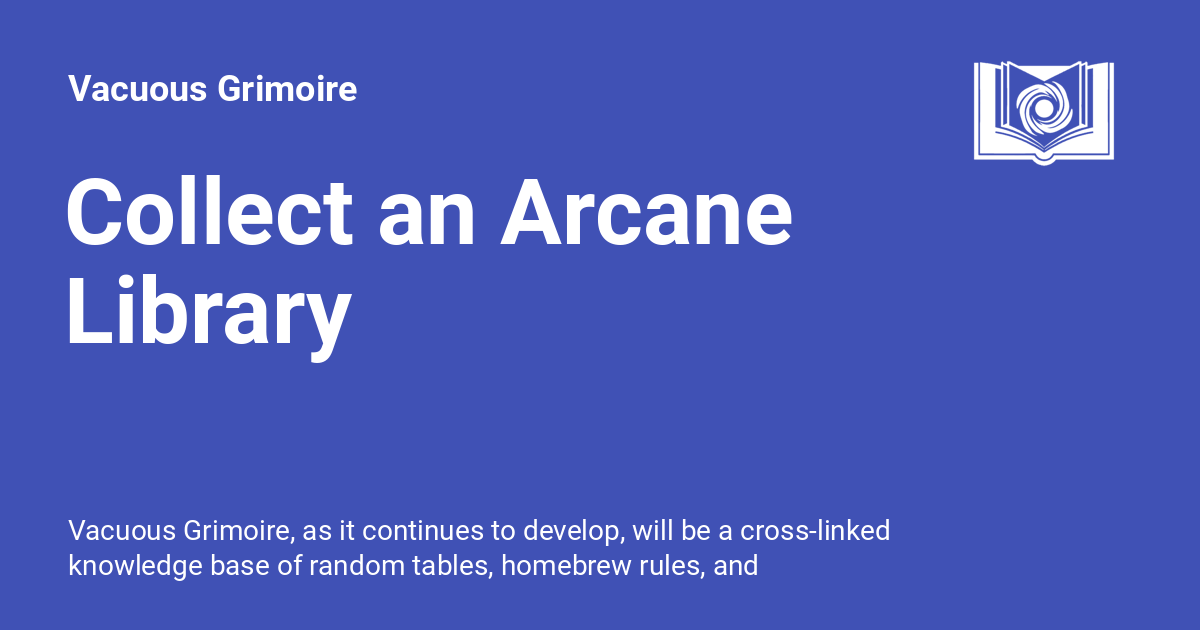 Vacuous Grimoire
Collect an Arcane
Library
Vacuous Grimoire, as it continues to develop, will be a cross-linked
knowledge base of random tables, homebrew rules, and